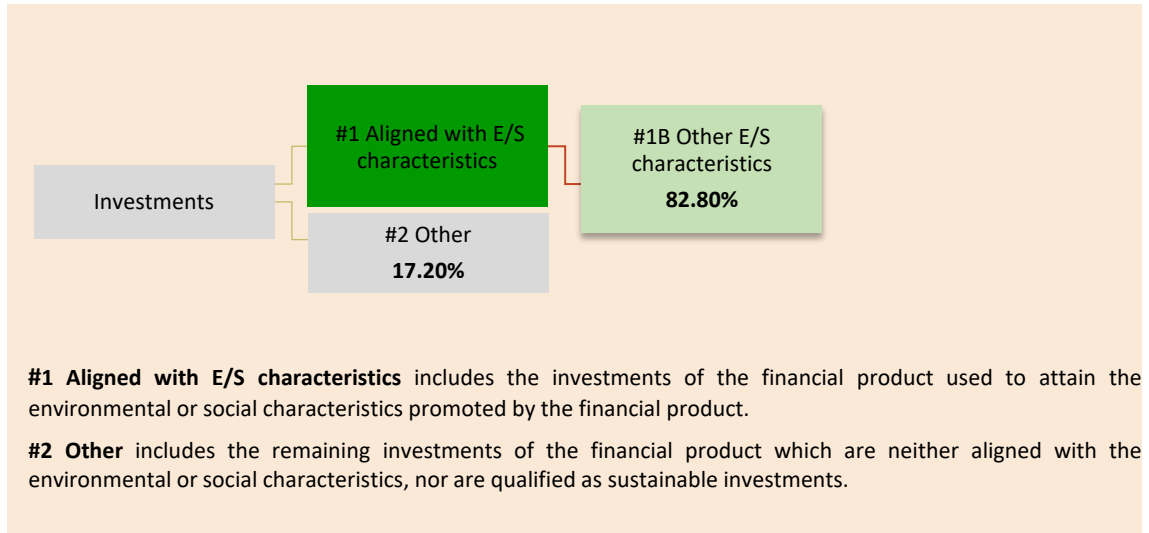 Investments
#1 Aligned with E/S
characteristics
#1B Other E/S
characteristics
82.80%
#2 Other
17.20%
#1 Aligned with E/S characteristics includes the investments of the financial product used to attain the
environmental or social characteristics promoted by the financial product.
#2 Other includes the remaining investments of the financial product which are neither aligned with the
environmental or social characteristics, nor are qualified as sustainable investments.